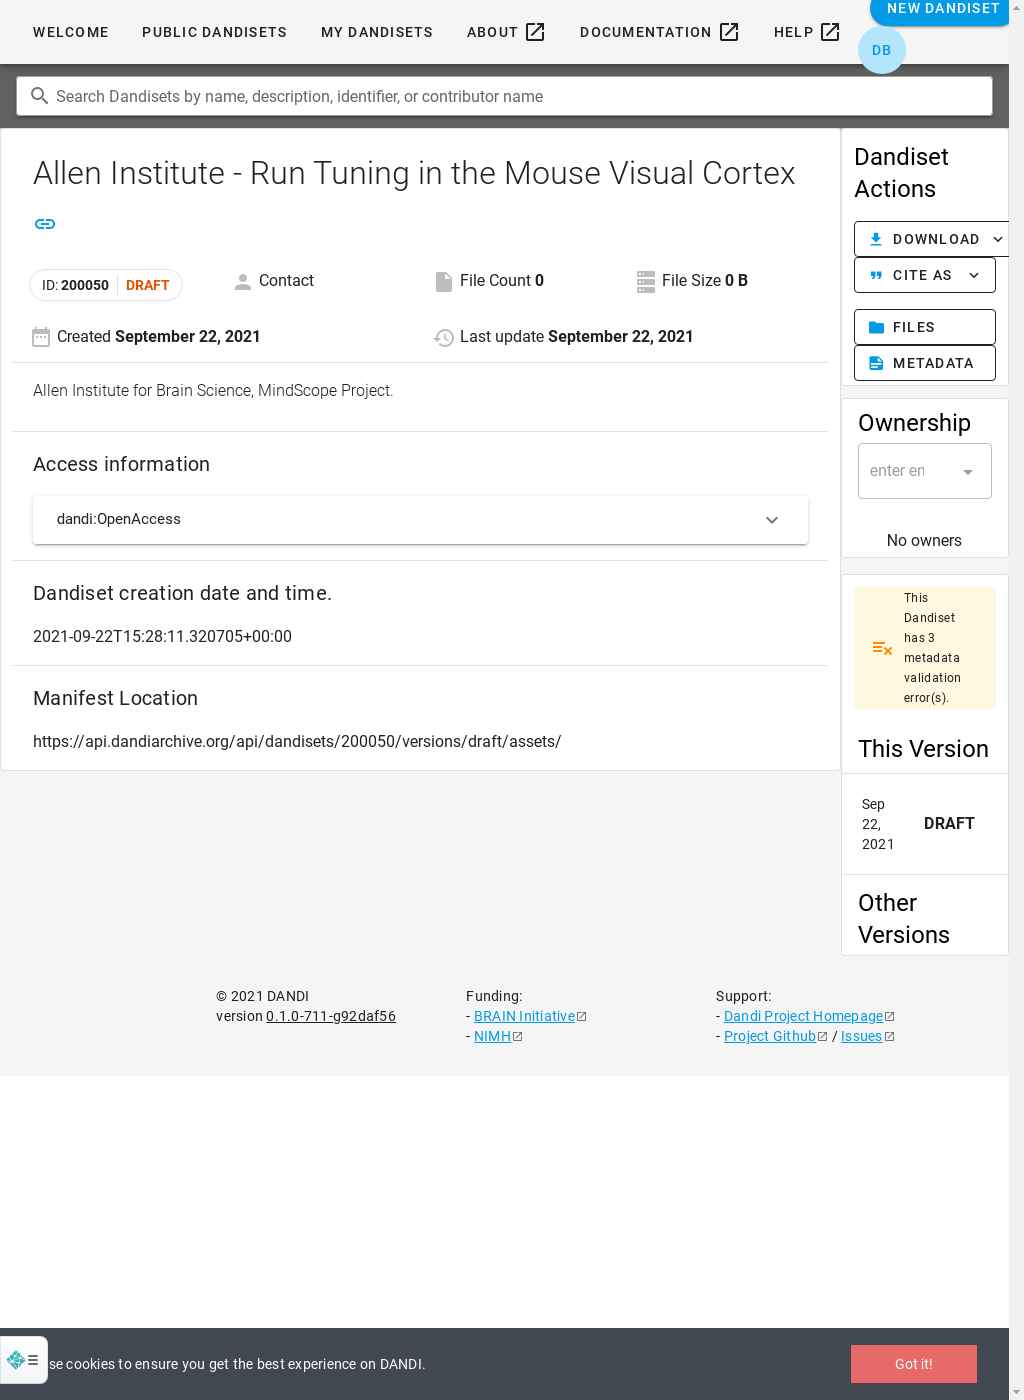 WELCOME
PUBLIC DANDISETS
MY DANDISETS
ABOUT
DOCUMENTATION
HELP
NEW DANDISET
DB
Search Dandisets by name, description, identifier, or contributor name
Allen Institute - Run Tuning in the Mouse Visual Cortex
ID: 200050 DRAFT
Contact
File Count 0
File Size 0 B
Created September 22, 2021
Last update September 22, 2021
Allen Institute for Brain Science, MindScope Project.
Access information
dandi:OpenAccess
Dandiset creation date and time.
2021-09-22T15:28:11.320705+00:00
Manifest Location
https://api.dandiarchive.org/api/dandisets/200050/versions/draft/assets/
Dandiset
Actions
DOWNLOAD
CITE AS
FILES
METADATA
Ownership
enter
No owners
This
Dandiset
has 3
metadata
validation
error(s).
This Version
Sep
22,
2021
DRAFT
Other
Versions
© 2021 DANDI
version 0.1.0-711-g92daf56
Funding:
- BRAIN Initiative
- NIMH
Support:
- Dandi Project Homepage
- Project Github / Issues
cookies to ensure you get the best experience on DANDI.
Got it!